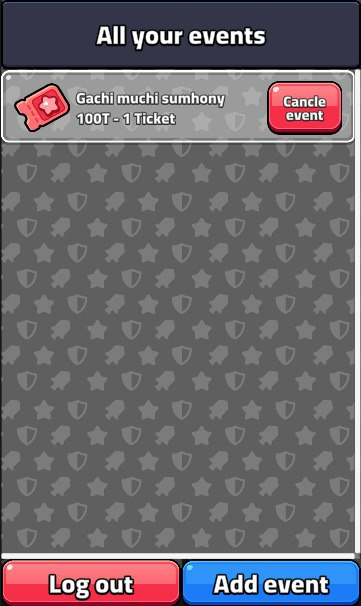 All your events
Gachi muchi sumhony
100T - 1 Ticket
Cancle
event
Log out
Add event